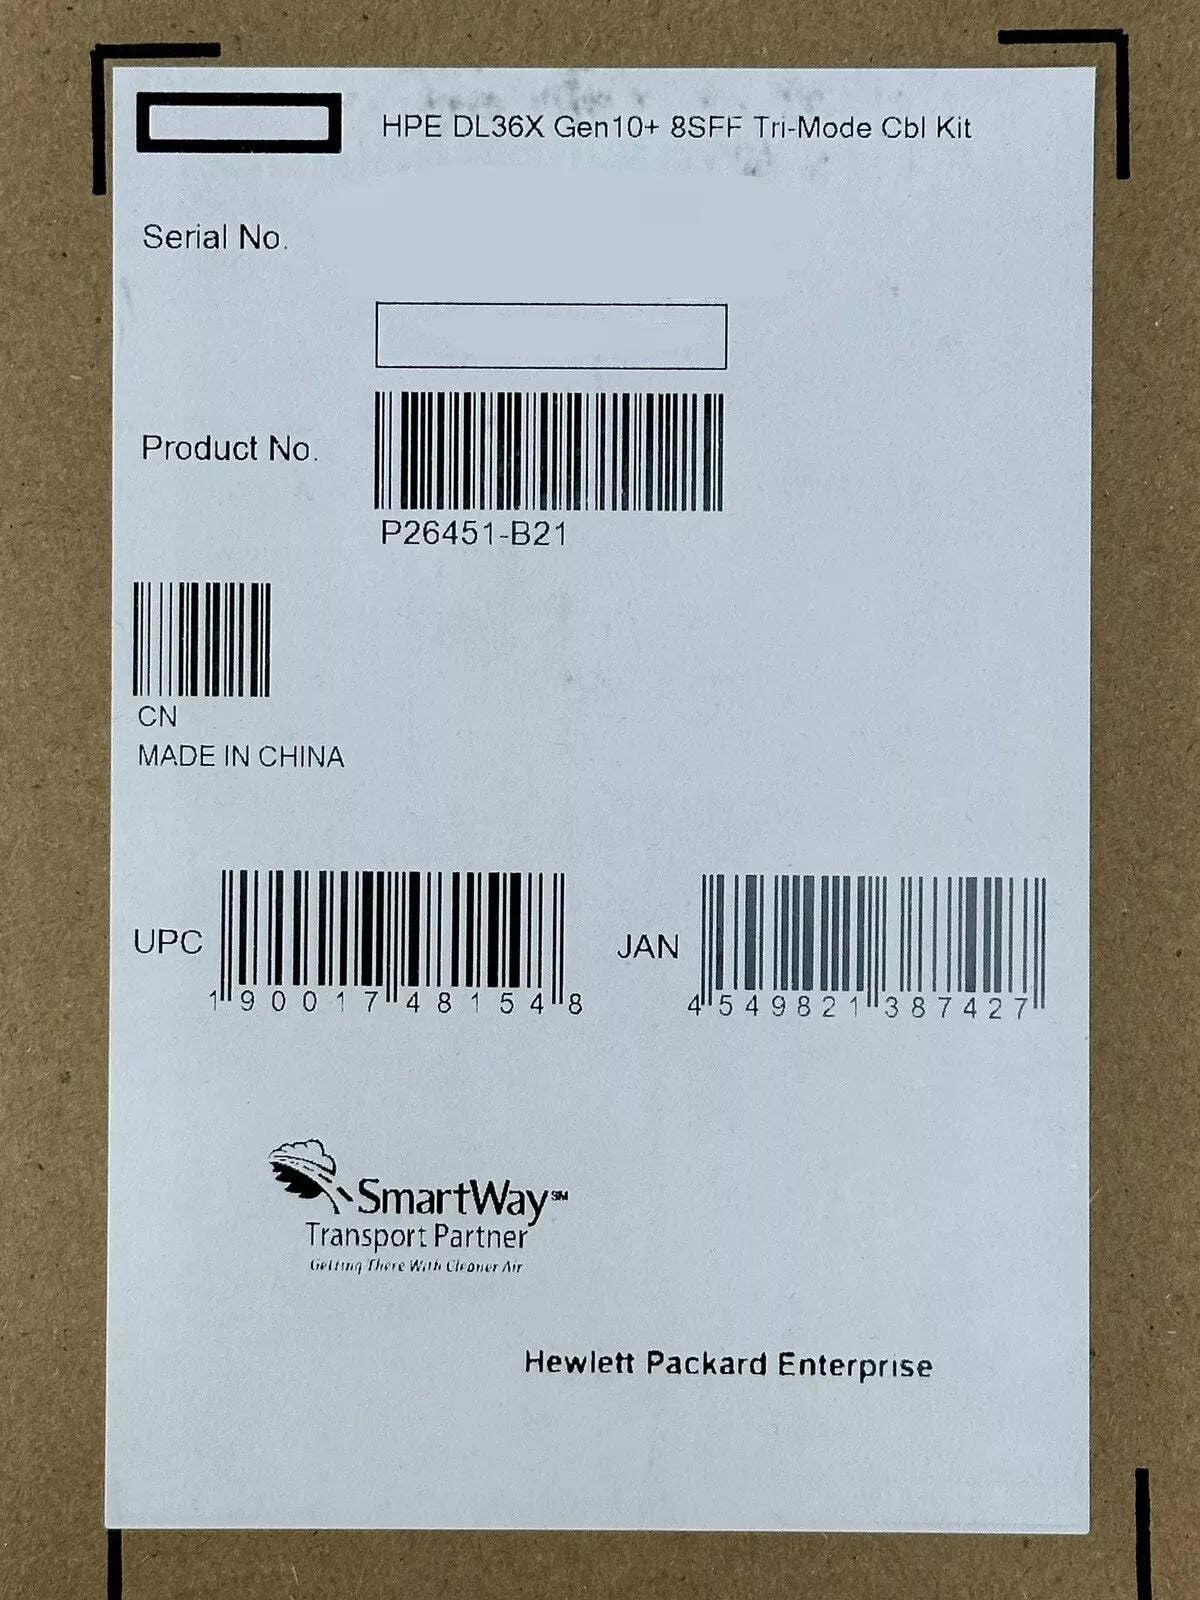 HPE DL36X Gen10+ 8SFF Tri-Mode Cbl Kit
Serial No.
Product No.
P26451-B21
CN
MADE IN CHINA
UPC
1 90017 48154 8
JAN
4 549821 387427
SmartWay℠
Transport Partner
Getting There With Cleaner Air
Hewlett Packard Enterprise